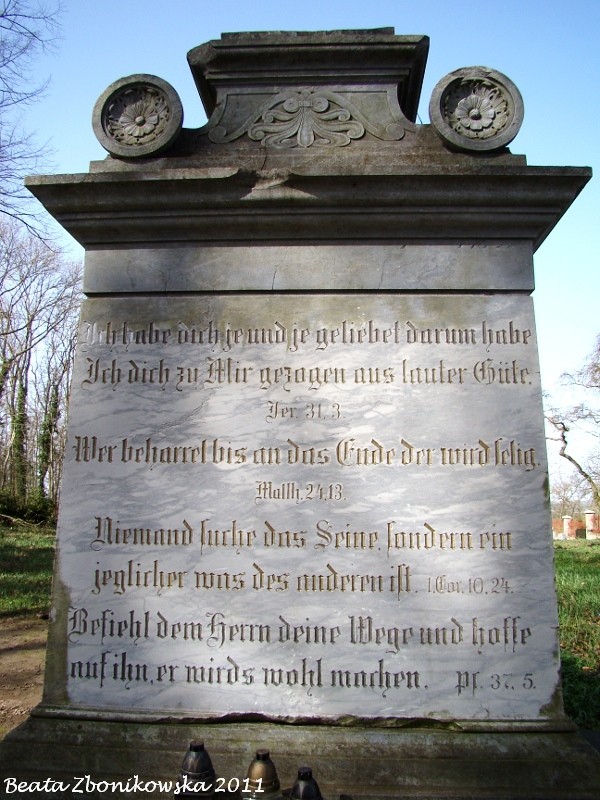 Ich habe dich je und je geliebet darum habe
Ich dich zu Mir gezogen aus lauter Güte.
Jer. 31. 3.
Wer beharret bis an das Ende der wird selig.
Matth. 24,13.
Niemand suche das Seine, sondern ein
jeglicher was des anderen ist. 1. Cor. 10. 24.
Befiehl dem Herrn deine Wege und hoffe
auf ihn, er wird's wohl machen. Ps. 37. 5.
Beata Zbonikowska 2011